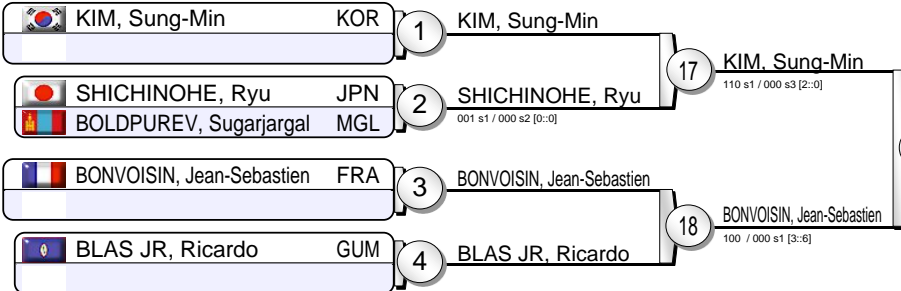 KIM, Sung-Min KOR
1
KIM, Sung-Min
17
KIM, Sung-Min
110 s1 / 000 s3 [2::0]
SHICHINOHE, Ryu JPN
BOLDPUREV, Sugarjargal MGL
2
SHICHINOHE, Ryu
001 s1 / 000 s2 [0::0]
BONVOISIN, Jean-Sebastien FRA
3
BONVOISIN, Jean-Sebastien
18
BONVOISIN, Jean-Sebastien
100 / 000 s1 [3::6]
BLAS JR, Ricardo GUM
4
BLAS JR, Ricardo